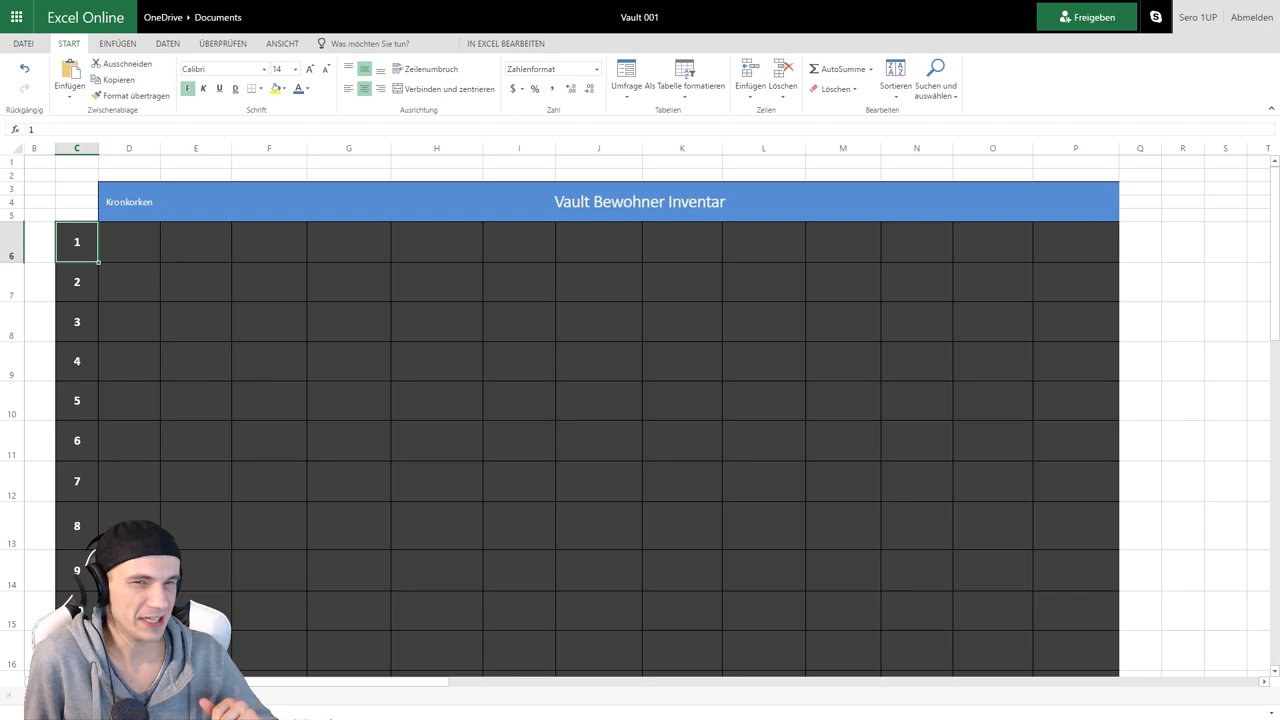 Excel Online OneDrive Documents Vault 001 Freigeben Sero 1UP Abmelden
DATEI START EINFÜGEN DATEN ÜBERPRÜFEN ANSICHT Was möchten Sie tun? IN EXCEL BEARBEITEN
Ausschneiden
Kopieren
Format übertragen
Einfügen
Calibri 14
F K U D
Zeilenumbruch
Verbinden und zentrieren
Zahlenformat
$ % ,
Umfrage Als Tabelle formatieren
Einfügen Löschen
AutoSumme
Löschen
Sortieren Suchen und auswählen
Rückgängig Zwischenablage Schrift Ausrichtung Zahl Tabellen Zellen Bearbeiten
fx 1
B C D E F G H I J K L M N O P Q R S T
1
2
3
4 Kronkorken Vault Bewohner Inventar
5
6 1
7 2
8 3
9 4
10 5
11 6
12 7
13 8
14 9
15
16